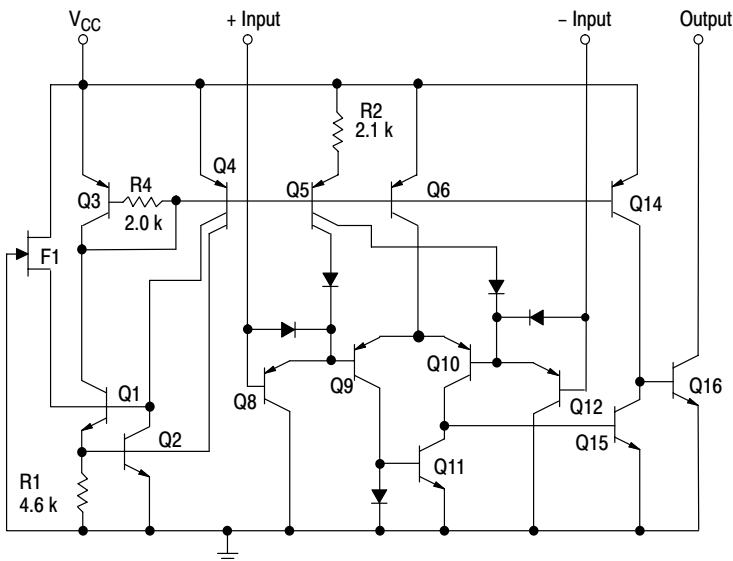 VCC
+ Input
– Input
Output
R2
2.1 k
Q4
Q3
R4
2.0 k
Q5
Q6
Q14
F1
Q1
Q2
Q8
Q9
Q10
Q12
Q16
Q15
Q11
R1
4.6 k